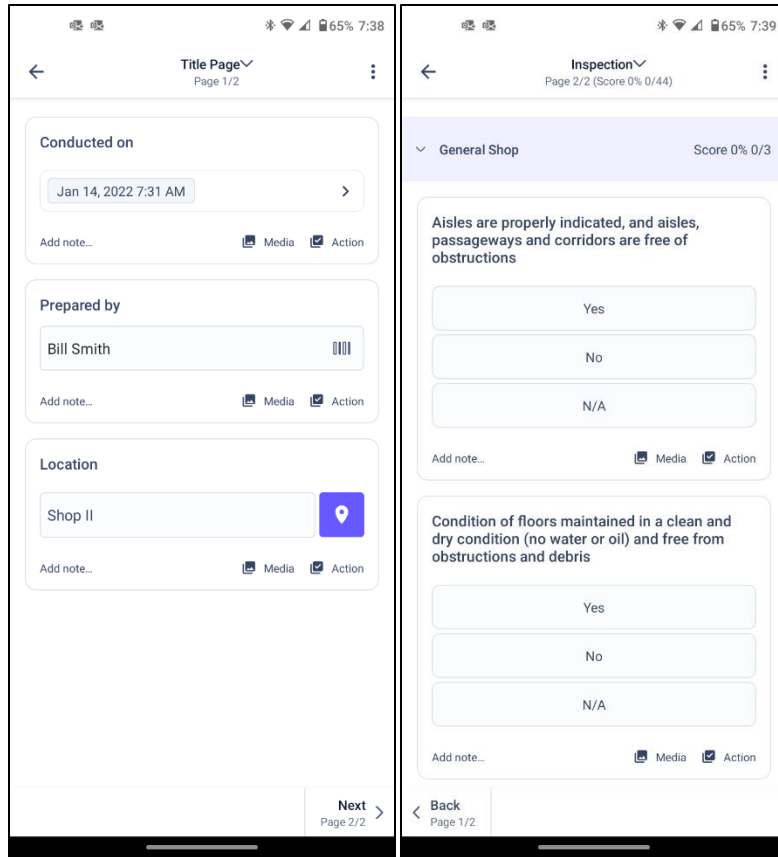 65% 7:38
Title Page
Page 1/2
Conducted on
Jan 14, 2022 7:31 AM
Add note...
Media
Action
Prepared by
Bill Smith
Add note...
Media
Action
Location
Shop II
Add note...
Media
Action
Next
Page 2/2
65% 7:39
Inspection
Page 2/2 (Score 0% 0/44)
General Shop
Score 0% 0/3
Aisles are properly indicated, and aisles,
passageways and corridors are free of
obstructions
Yes
No
N/A
Add note...
Media
Action
Condition of floors maintained in a clean and
dry condition (no water or oil) and free from
obstructions and debris
Yes
No
N/A
Add note...
Media
Action
Back
Page 1/2